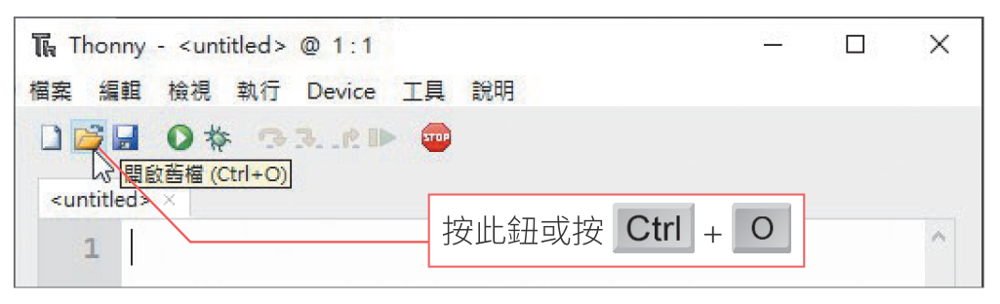 Thonny - <untitled> @ 1:1
檔案 編輯 檢視 執行 Device 工具 說明
STOP
開啟舊檔 (Ctrl+O)
<untitled> ×
按此鈕或按 Ctrl + O
1